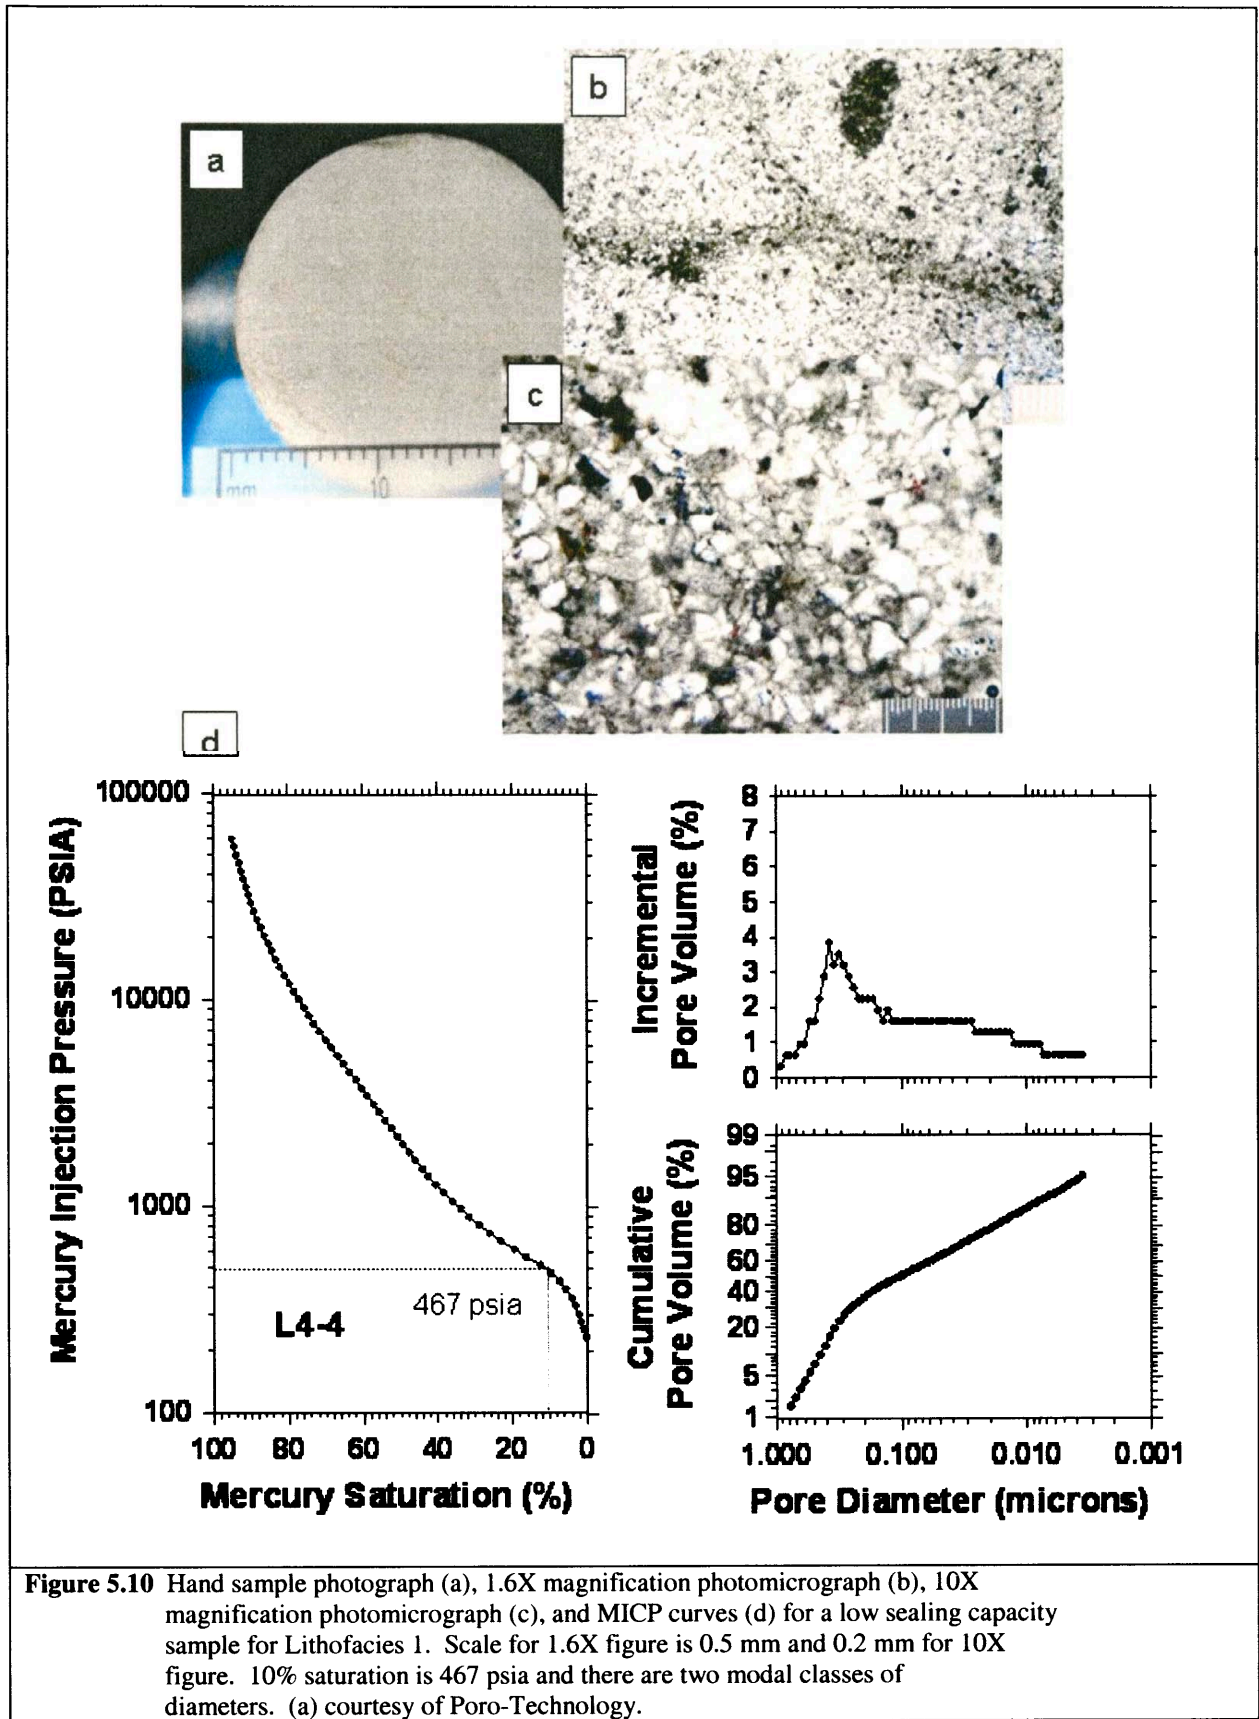 a
b
c
mm
10
d
Mercury Injection Pressure (PSIA)
100000
10000
1000
100
467 psia
L4-4
100 80 60 40 20 0
Mercury Saturation (%)
Incremental
Pore Volume (%)
8
7
6
5
4
3
2
1
0
Cumulative
Pore Volume (%)
99
95
80
60
40
20
5
1
1.000 0.100 0.010 0.001
Pore Diameter (microns)
Figure 5.10 Hand sample photograph (a), 1.6X magnification photomicrograph (b), 10X
magnification photomicrograph (c), and MICP curves (d) for a low sealing capacity
sample for Lithofacies 1. Scale for 1.6X figure is 0.5 mm and 0.2 mm for 10X
figure. 10% saturation is 467 psia and there are two modal classes of
diameters. (a) courtesy of Poro-Technology.